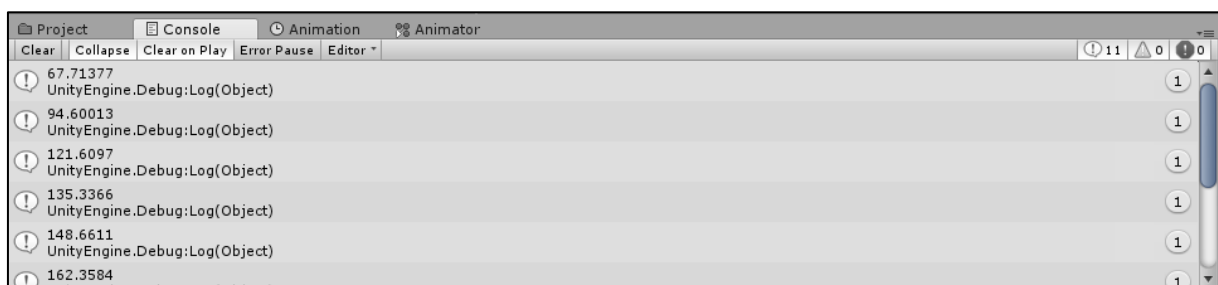 Project Console Animation Animator
Clear Collapse Clear on Play Error Pause Editor 11 0 0
67.71377 1
UnityEngine.Debug:Log(Object)
94.60013 1
UnityEngine.Debug:Log(Object)
121.6097 1
UnityEngine.Debug:Log(Object)
135.3366 1
UnityEngine.Debug:Log(Object)
148.6611 1
UnityEngine.Debug:Log(Object)
162.3584 1